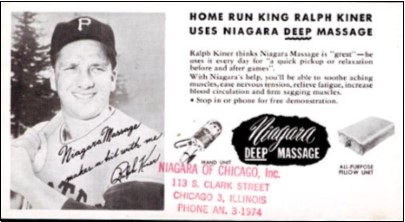 HOME RUN KING RALPH KINER
USES NIAGARA DEEP MASSAGE
Ralph Kiner thinks Niagara Massage is "great"—he
uses it every day for "a quick pickup or relaxation
before and after games".
With Niagara's help, you'll be able to soothe aching
muscles, ease nervous tension, relieve fatigue, increase
blood circulation and firm sagging muscles.
• Stop in or phone for free demonstration.
P
Niagara Massage
makes a hit with me
Ralph Kiner
HAND UNIT
Niagara
DEEP MASSAGE
ALL-PURPOSE
PILLOW UNIT
NIAGARA OF CHICAGO, Inc.
113 S. CLARK STREET
CHICAGO 3, ILLINOIS
PHONE AN. 3-1974